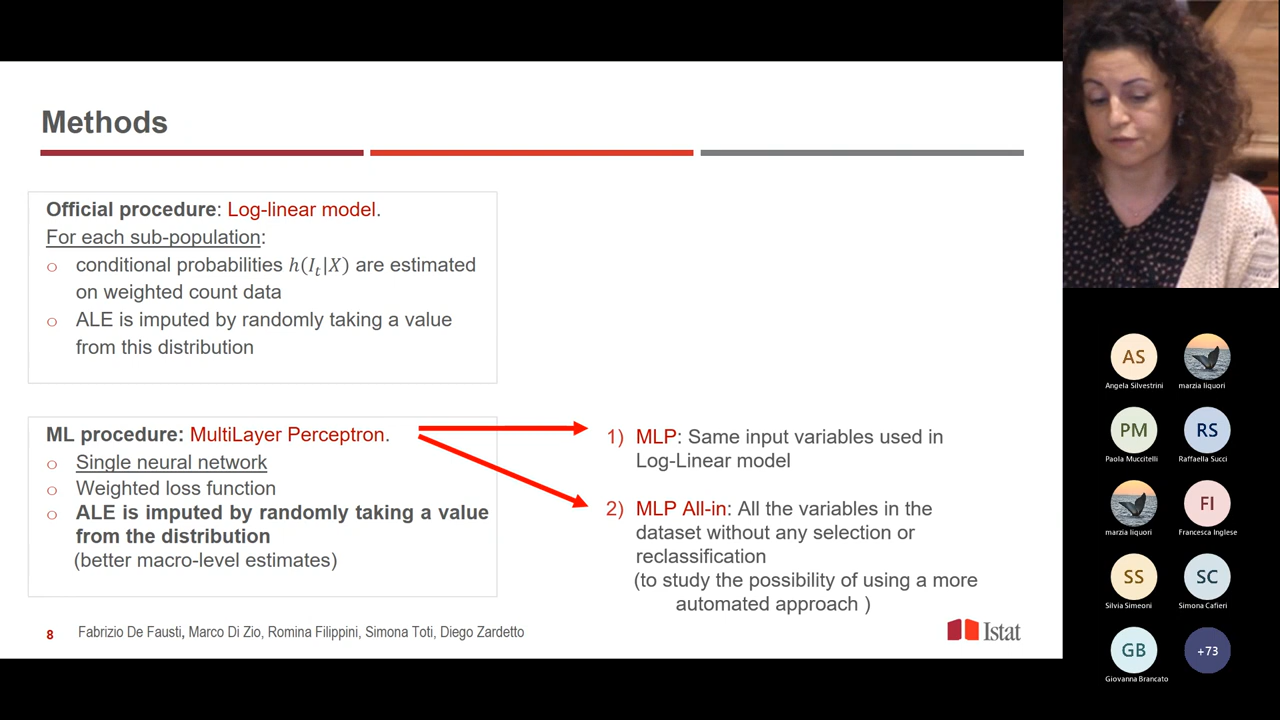 Methods
Official procedure: Log-linear model.
For each sub-population:
o conditional probabilities h(I_t|X) are estimated
on weighted count data
o ALE is imputed by randomly taking a value
from this distribution
ML procedure: MultiLayer Perceptron.
o Single neural network
o Weighted loss function
o ALE is imputed by randomly taking a value
from the distribution
(better macro-level estimates)
1) MLP: Same input variables used in
Log-Linear model
2) MLP All-in: All the variables in the
dataset without any selection or
reclassification
(to study the possibility of using a more
automated approach )
8 Fabrizio De Fausti, Marco Di Zio, Romina Filippini, Simona Toti, Diego Zardetto
Istat
AS
Angela Silvestrini
marzia liquori
PM
Paola Muccitelli
RS
Raffaella Succi
marzia liquori
FI
Francesca Inglese
SS
Silvia Simeoni
SC
Simona Cafieri
GB
Giovanna Brancato
+73